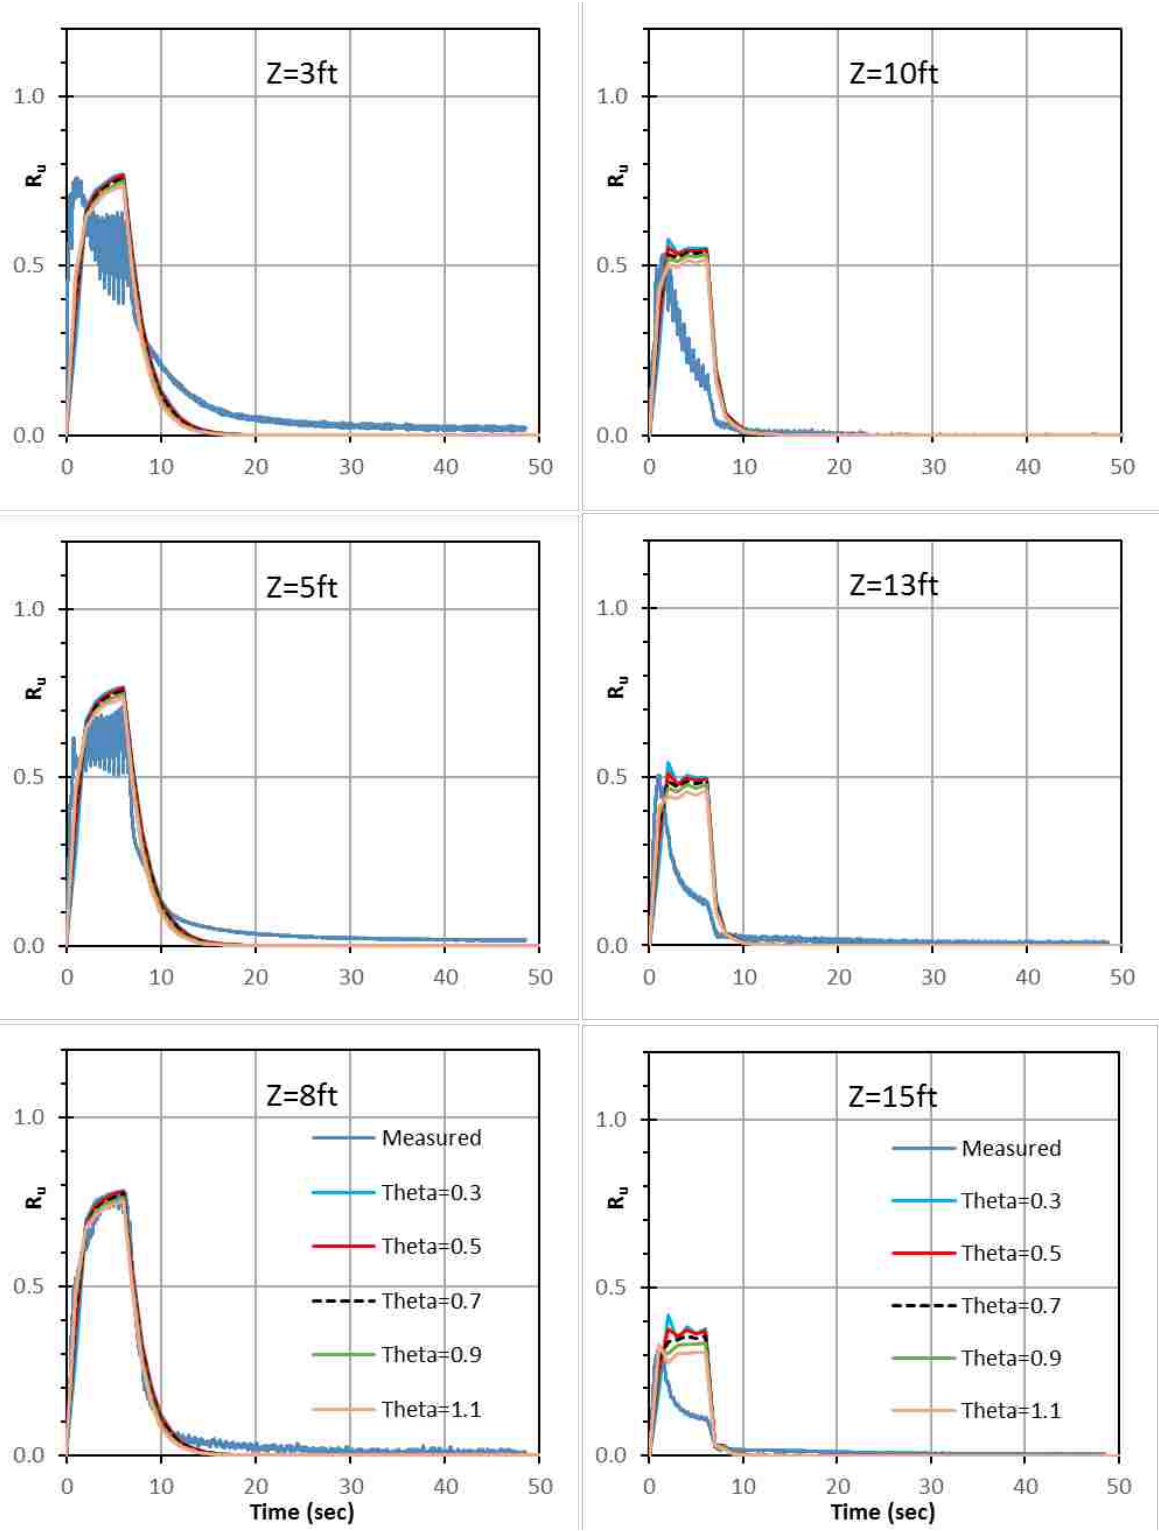 Z=3ft
1.0
Ru
0.5
0.0
0 10 20 30 40 50
Z=10ft
1.0
Ru
0.5
0.0
0 10 20 30 40 50
Z=5ft
1.0
Ru
0.5
0.0
0 10 20 30 40 50
Z=13ft
1.0
Ru
0.5
0.0
0 10 20 30 40 50
Z=8ft
1.0
Measured
Theta=0.3
Ru
Theta=0.5
0.5
Theta=0.7
Theta=0.9
Theta=1.1
0.0
0 10 20 30 40 50
Time (sec)
Z=15ft
1.0
Measured
Theta=0.3
Ru
Theta=0.5
0.5
Theta=0.7
Theta=0.9
Theta=1.1
0.0
0 10 20 30 40 50
Time (sec)